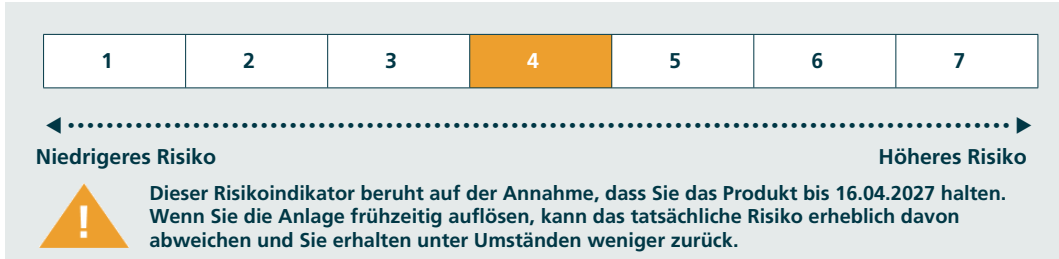 1 2 3 4 5 6 7
Niedrigeres Risiko Höheres Risiko
! Dieser Risikoindikator beruht auf der Annahme, dass Sie das Produkt bis 16.04.2027 halten.
Wenn Sie die Anlage frühzeitig auflösen, kann das tatsächliche Risiko erheblich davon
abweichen und Sie erhalten unter Umständen weniger zurück.